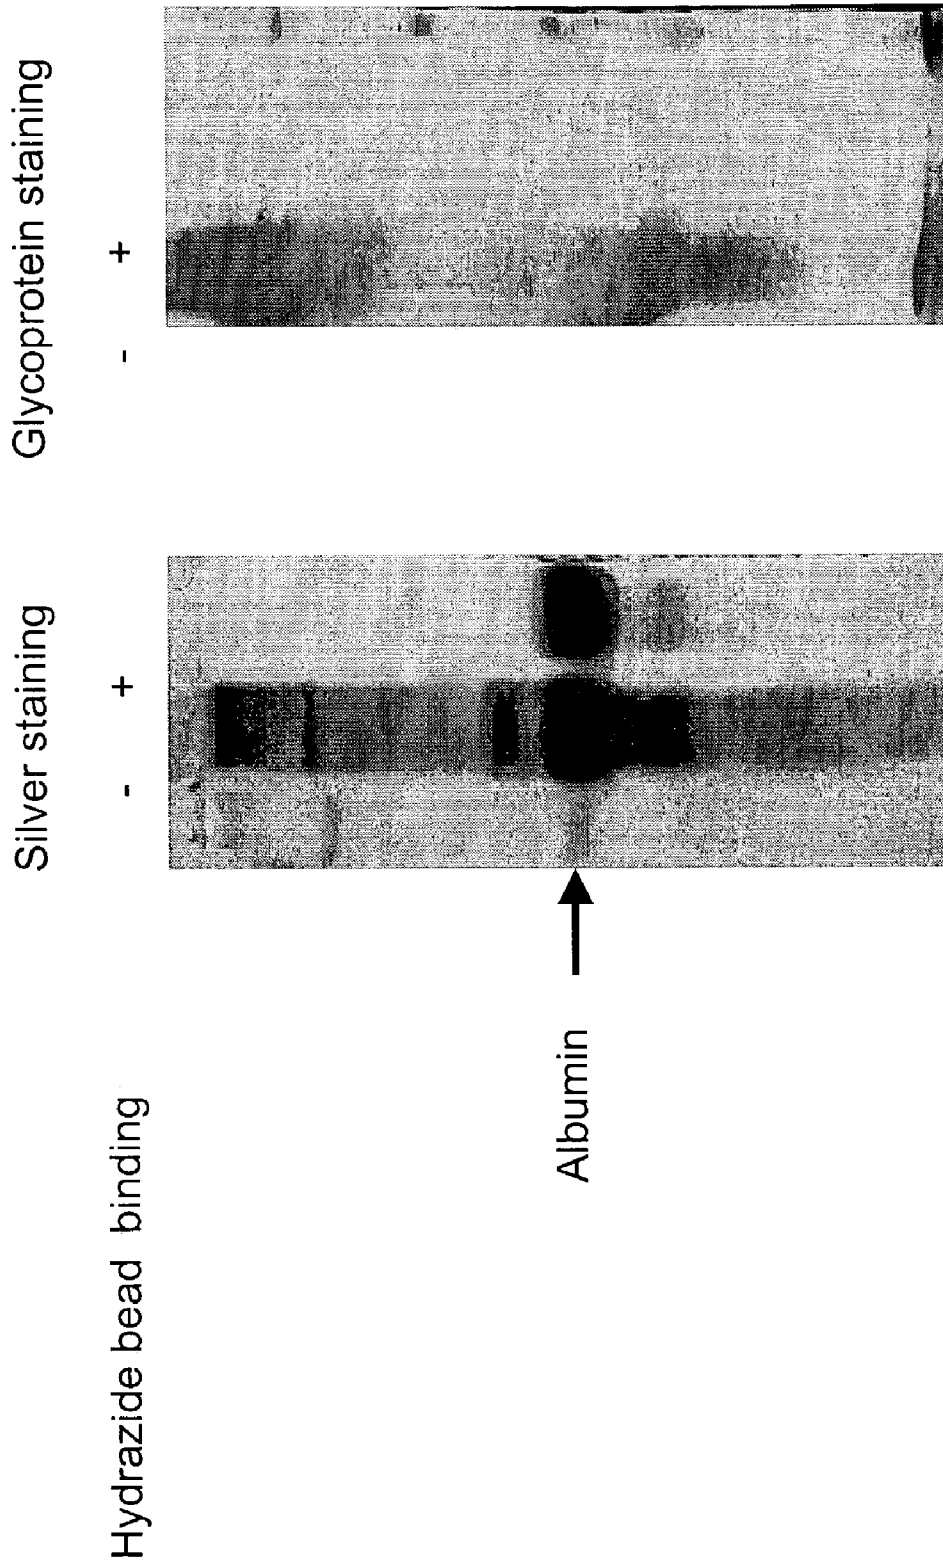 Silver staining
Glycoprotein staining
Hydrazide bead binding
- +
- +
Albumin